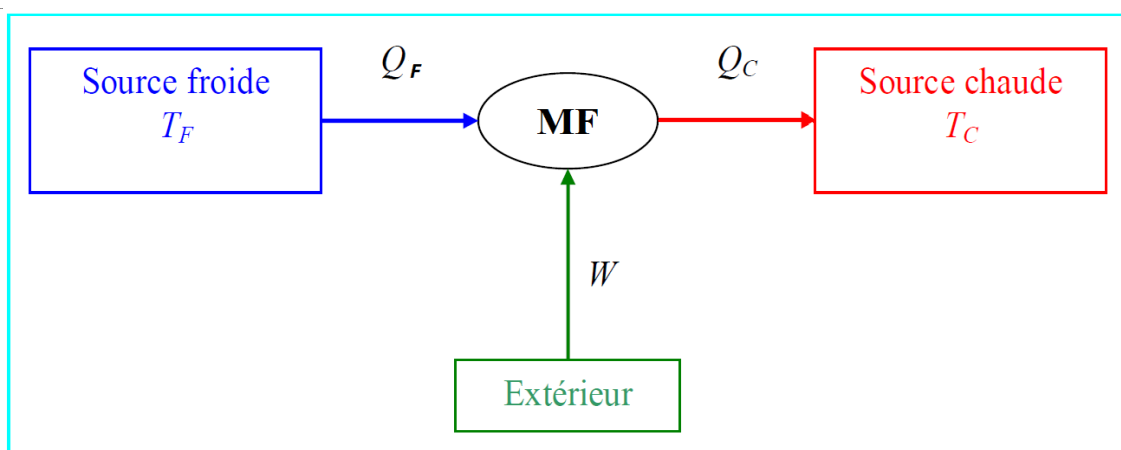 Source froide
T_F
Q_F
MF
Q_C
Source chaude
T_C
W
Extérieur